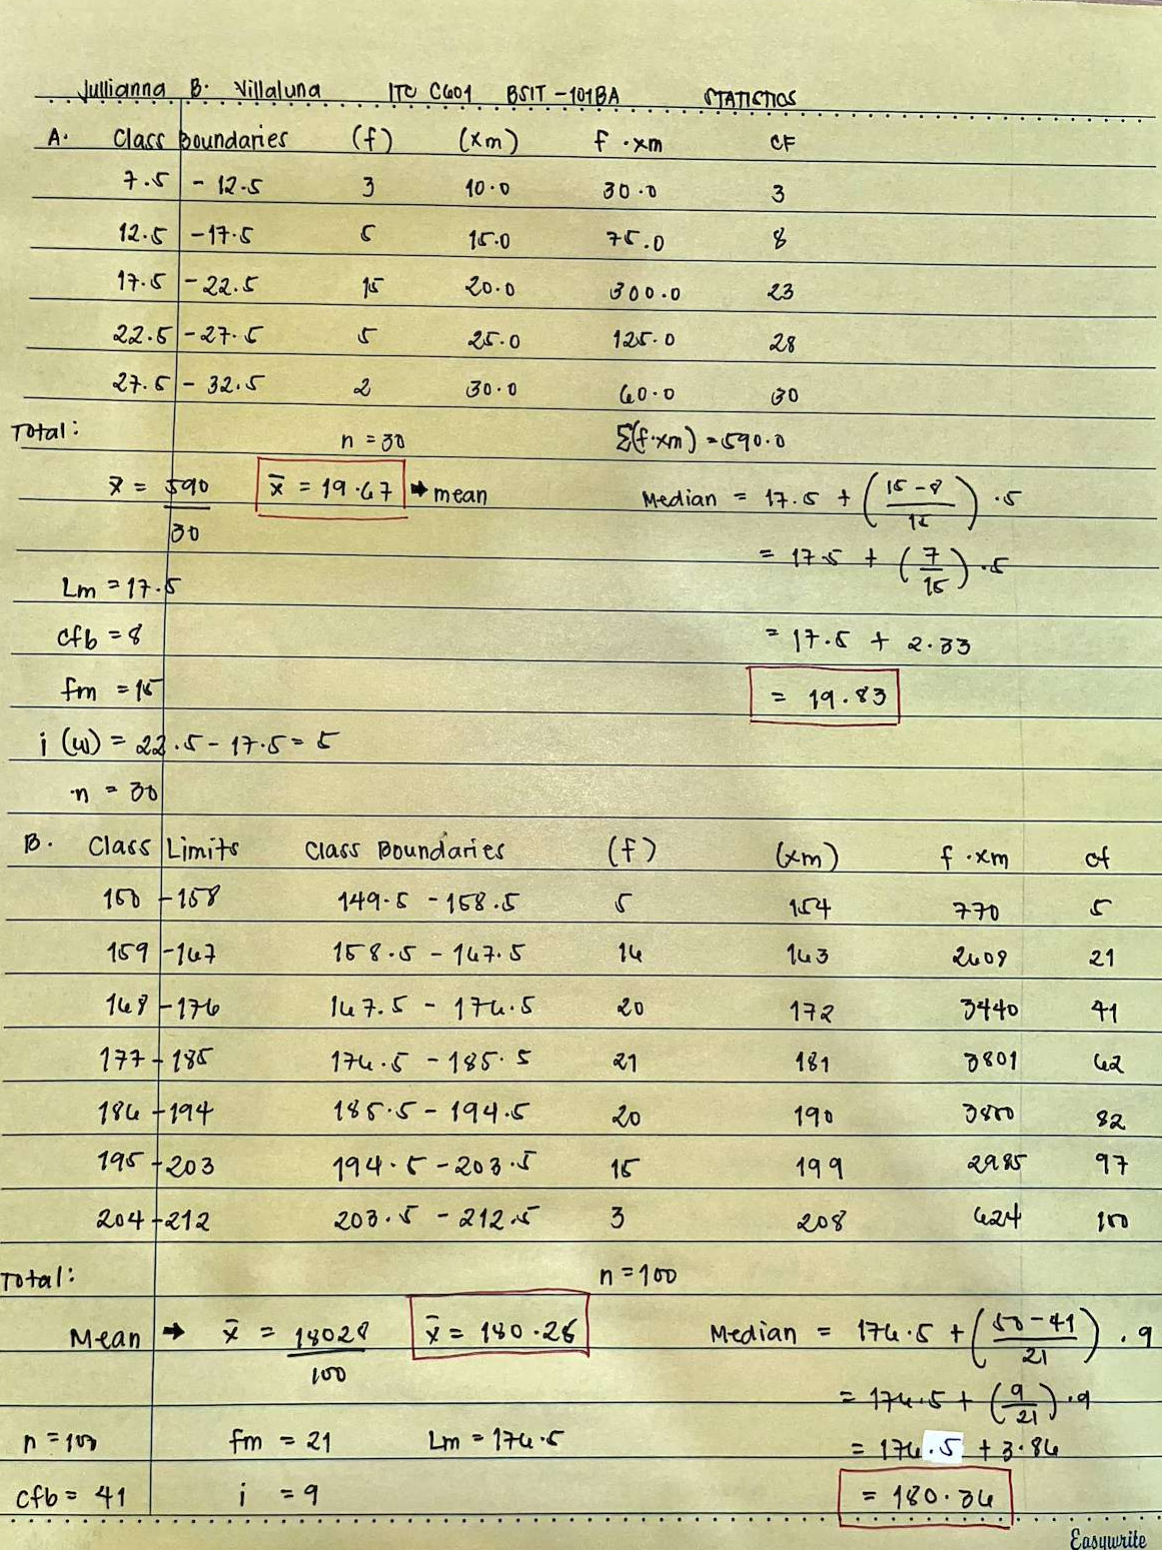 Jullianna B. Villaluna ITC C601 BSIT -101BA STATISTICS
A. Class Boundaries (f) (xm) f · xm CF
7.5 - 12.5 3 10.0 30.0 3
12.5 - 17.5 5 15.0 75.0 8
17.5 - 22.5 15 20.0 300.0 23
22.5 - 27.5 5 25.0 125.0 28
27.5 - 32.5 2 30.0 60.0 30
Total: n = 30 Σ(f·xm) = 590.0
x̄ = 590/30 x̄ = 19.67 → mean Median = 17.5 + (15 - 8/15) · 5
= 17.5 + (7/15) · 5
Lm = 17.5
cfb = 8 = 17.5 + 2.33
fm = 15 = 19.83
i (w) = 22.5 - 17.5 = 5
n = 30
B. Class Limits Class Boundaries (f) (xm) f · xm cf
150 - 158 149.5 - 158.5 5 154 770 5
159 - 167 158.5 - 167.5 16 163 2608 21
168 - 176 167.5 - 176.5 20 172 3440 41
177 - 185 176.5 - 185.5 21 181 3801 62
186 - 194 185.5 - 194.5 20 190 3800 82
195 - 203 194.5 - 203.5 15 199 2985 97
204 - 212 203.5 - 212.5 3 208 624 100
Total: n = 100
Mean → x̄ = 18028/100 x̄ = 180.26 Median = 176.5 + (50 - 41/21) · 9
= 176.5 + (9/21) · 9
n = 100 fm = 21 Lm = 176.5 = 176.5 + 3.86
cfb = 41 i = 9 = 180.36
Easywrite